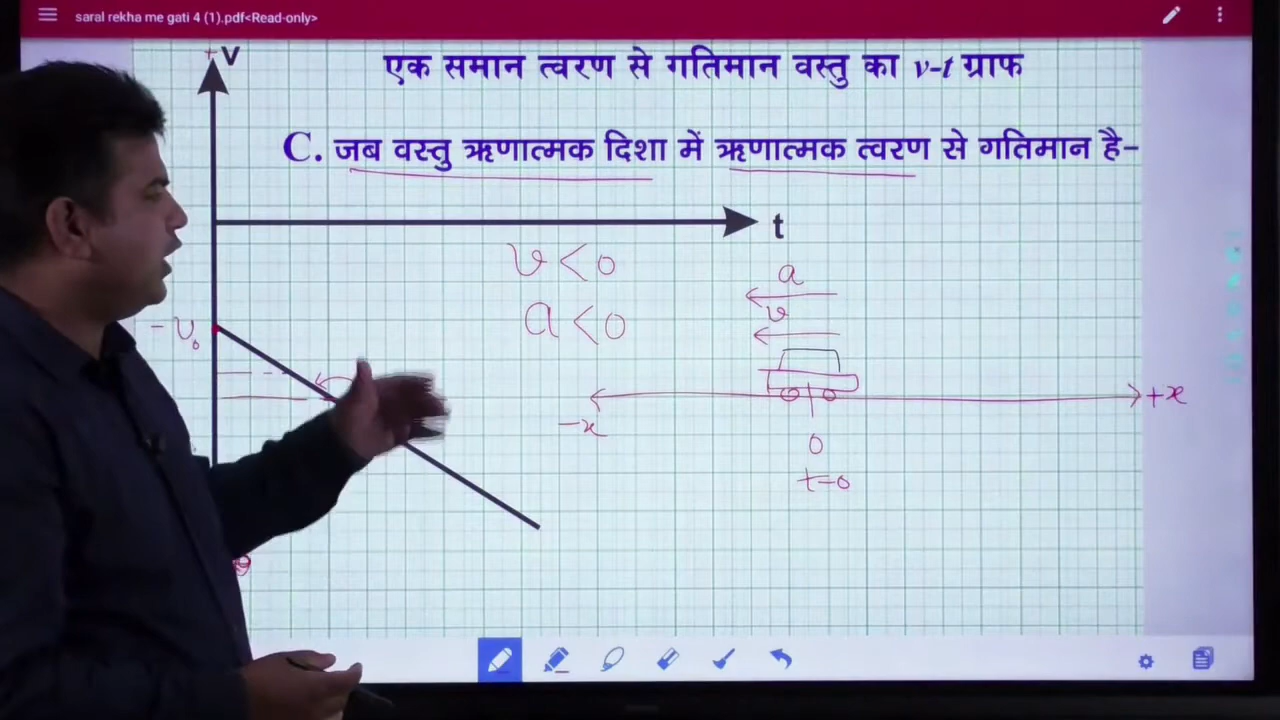 saral rekha me gati 4 (1).pdf<Read-only>
+V
एक समान त्वरण से गतिमान वस्तु का v-t ग्राफ
C. जब वस्तु ऋणात्मक दिशा में ऋणात्मक त्वरण से गतिमान है-
t
v < 0
a
a < 0
v
-v₀
-x
+x
0
t=0